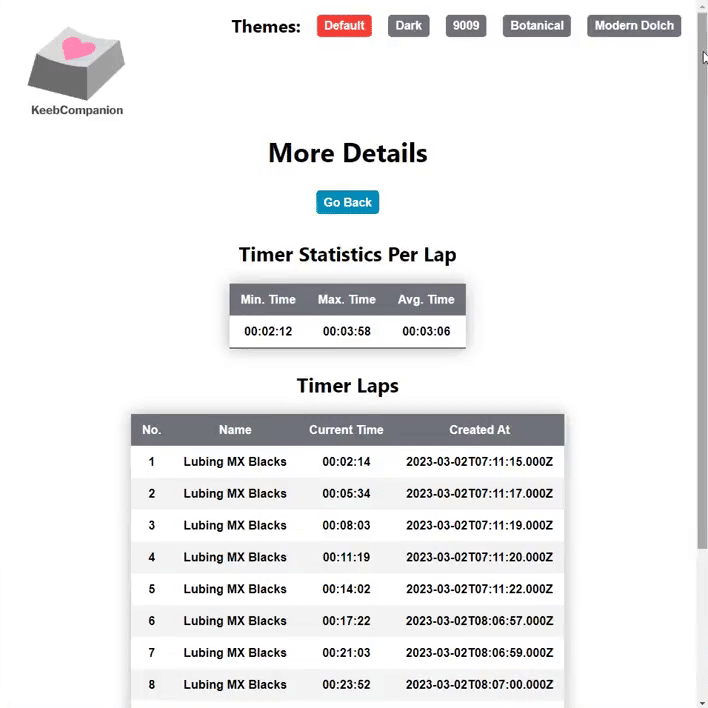 Themes: Default Dark 9009 Botanical Modern Dolch
KeebCompanion
More Details
Go Back
Timer Statistics Per Lap
Min. Time Max. Time Avg. Time
00:02:12 00:03:58 00:03:06
Timer Laps
No. Name Current Time Created At
1 Lubing MX Blacks 00:02:14 2023-03-02T07:11:15.000Z
2 Lubing MX Blacks 00:05:34 2023-03-02T07:11:17.000Z
3 Lubing MX Blacks 00:08:03 2023-03-02T07:11:19.000Z
4 Lubing MX Blacks 00:11:19 2023-03-02T07:11:20.000Z
5 Lubing MX Blacks 00:14:02 2023-03-02T07:11:22.000Z
6 Lubing MX Blacks 00:17:22 2023-03-02T08:06:57.000Z
7 Lubing MX Blacks 00:21:03 2023-03-02T08:06:59.000Z
8 Lubing MX Blacks 00:23:52 2023-03-02T08:07:00.000Z